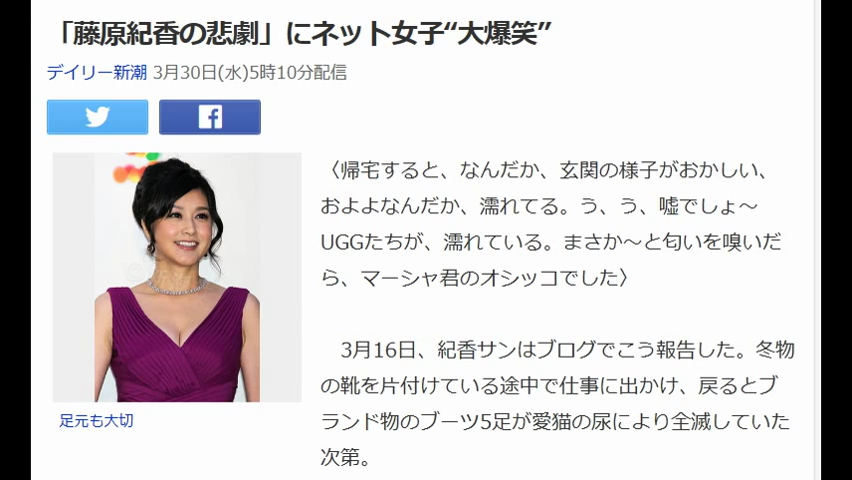 「藤原紀香の悲劇」にネット女子“大爆笑”
デイリー新潮 3月30日(水)5時10分配信
〈帰宅すると、なんだか、玄関の様子がおかしい、
およよなんだか、濡れてる。う、う、嘘でしょ～
UGGたちが、濡れている。まさか～と匂いを嗅いだ
ら、マーシャ君のオシッコでした〉
3月16日、紀香サンはブログでこう報告した。冬物
の靴を片付けている途中で仕事に出かけ、戻るとブ
ランド物のブーツ5足が愛猫の尿により全滅していた
次第。
足元も大切